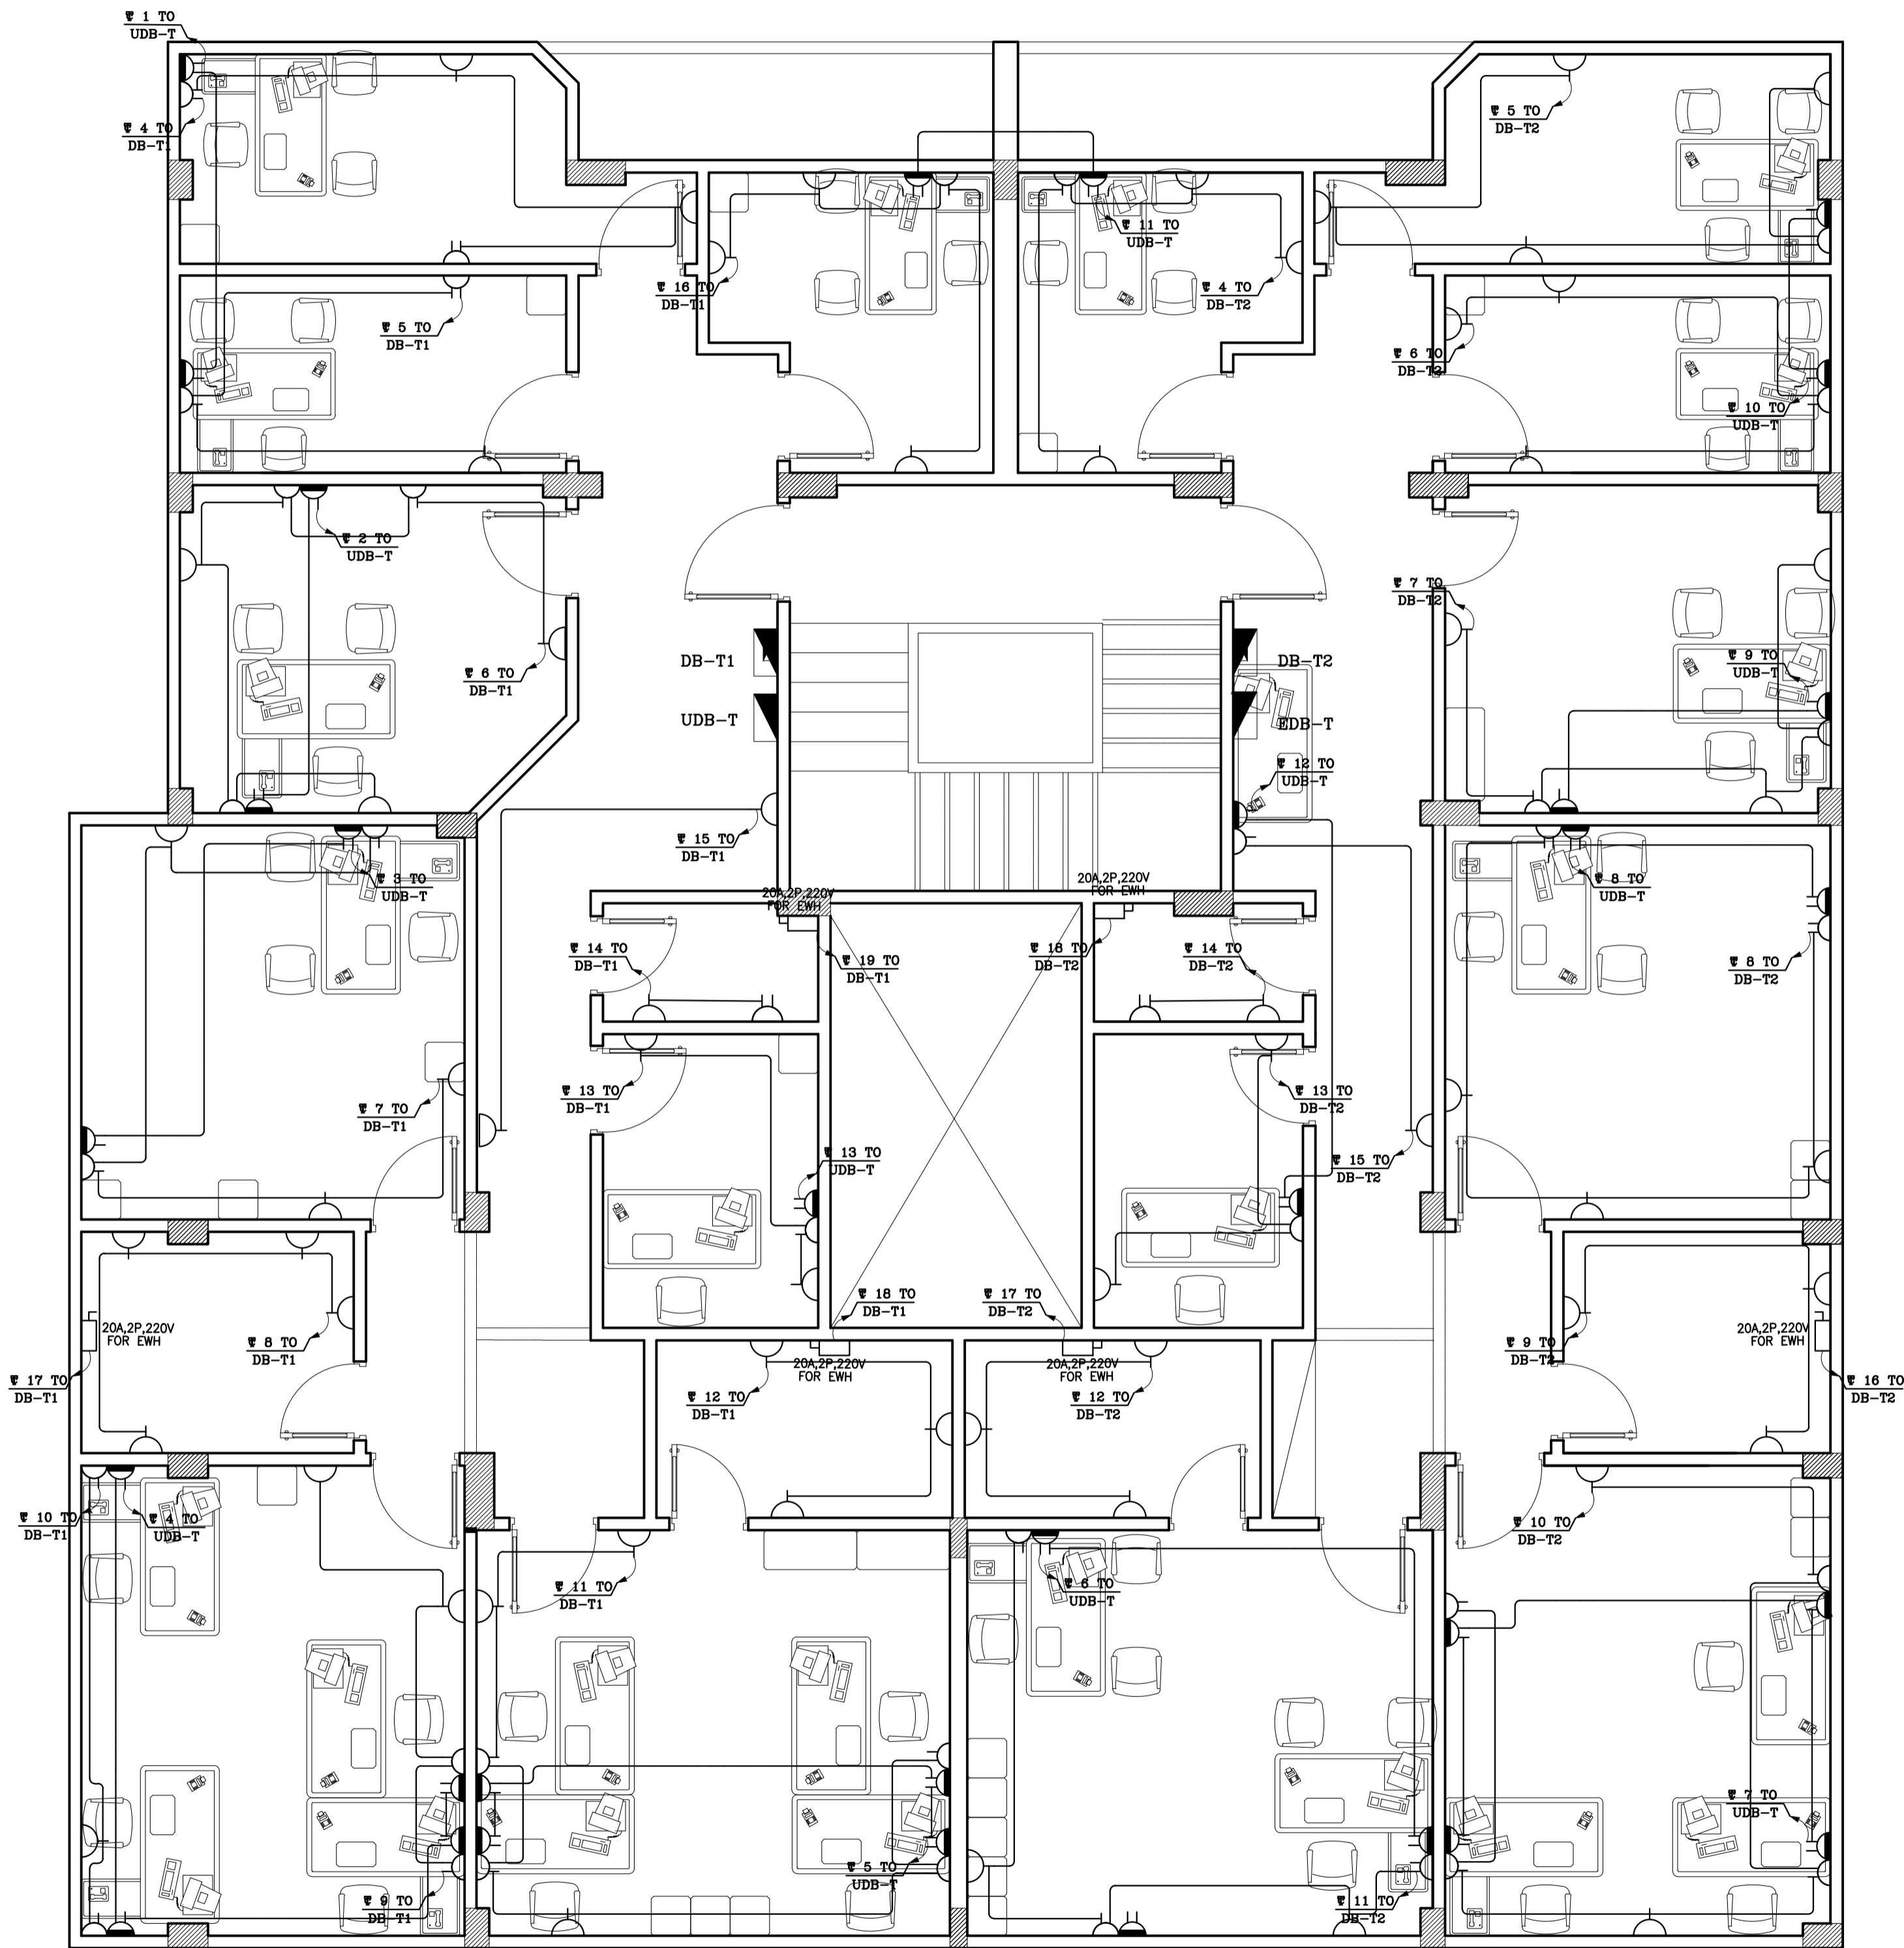 ₠ 1 TO
UDB-T
₠ 4 TO
DB-T1
₠ 5 TO
DB-T2
₠ 11 TO
UDB-T
₠ 16 TO
DB-T1
₠ 4 TO
DB-T2
₠ 5 TO
DB-T1
₠ 6 TO
DB-T2
₠ 10 TO
UDB-T
₠ 2 TO
UDB-T
₠ 7 TO
DB-T2
₠ 6 TO
DB-T1
DB-T1
DB-T2
₠ 9 TO
UDB-T
UDB-T
EDB-T
₠ 12 TO
UDB-T
₠ 15 TO
DB-T1
₠ 3 TO
UDB-T
20A,2P,220V
FOR EWH
20A,2P,220V
FOR EWH
₠ 8 TO
UDB-T
₠ 14 TO
DB-T1
₠ 19 TO
DB-T1
₠ 18 TO
DB-T2
₠ 14 TO
DB-T2
₠ 8 TO
DB-T2
₠ 7 TO
DB-T1
₠ 13 TO
DB-T1
₠ 13 TO
DB-T2
₠ 13 TO
UDB-T
₠ 15 TO
DB-T2
₠ 18 TO
DB-T1
₠ 17 TO
DB-T2
20A,2P,220V
FOR EWH
₠ 8 TO
DB-T1
₠ 9 TO
DB-T2
20A,2P,220V
FOR EWH
₠ 17 TO
DB-T1
20A,2P,220V
FOR EWH
20A,2P,220V
FOR EWH
₠ 16 TO
DB-T2
₠ 12 TO
DB-T1
₠ 12 TO
DB-T2
₠ 10 TO
DB-T1
₠ 4 TO
UDB-T
₠ 10 TO
DB-T2
₠ 11 TO
DB-T1
₠ 6 TO
UDB-T
₠ 7 TO
UDB-T
₠ 5 TO
UDB-T
₠ 9 TO
DB-T1
₠ 11 TO
DB-T2